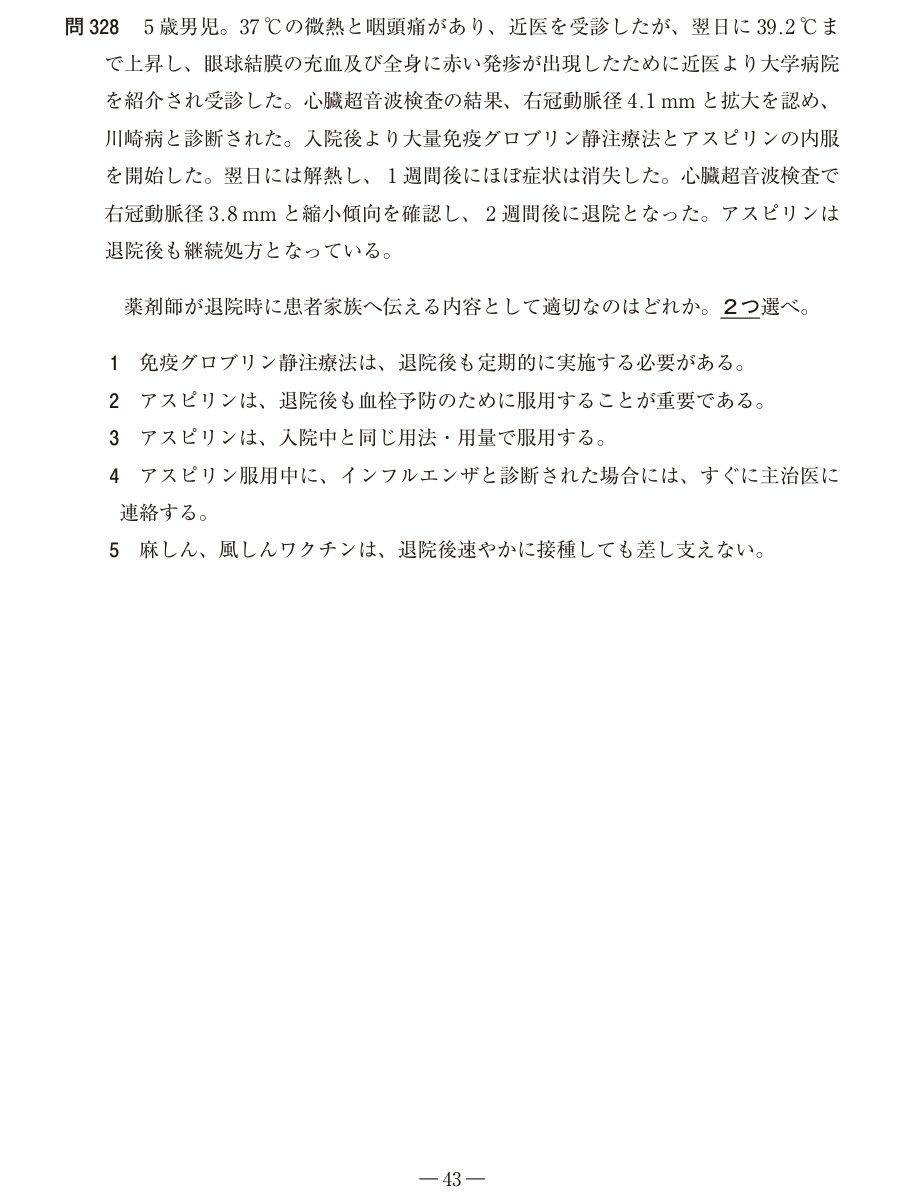 問 328　5歳男児。37 ℃の微熱と咽頭痛があり、近医を受診したが、翌日に 39.2 ℃ま
で上昇し、眼球結膜の充血及び全身に赤い発疹が出現したために近医より大学病院
を紹介され受診した。心臓超音波検査の結果、右冠動脈径 4.1 mm と拡大を認め、
川崎病と診断された。入院後より大量免疫グロブリン静注療法とアスピリンの内服
を開始した。翌日には解熱し、1週間後にほぼ症状は消失した。心臓超音波検査で
右冠動脈径 3.8 mm と縮小傾向を確認し、2週間後に退院となった。アスピリンは
退院後も継続処方となっている。
薬剤師が退院時に患者家族へ伝える内容として適切なのはどれか。2つ選べ。
1　免疫グロブリン静注療法は、退院後も定期的に実施する必要がある。
2　アスピリンは、退院後も血栓予防のために服用することが重要である。
3　アスピリンは、入院中と同じ用法・用量で服用する。
4　アスピリン服用中に、インフルエンザと診断された場合には、すぐに主治医に
連絡する。
5　麻しん、風しんワクチンは、退院後速やかに接種しても差し支えない。
― 43 ―